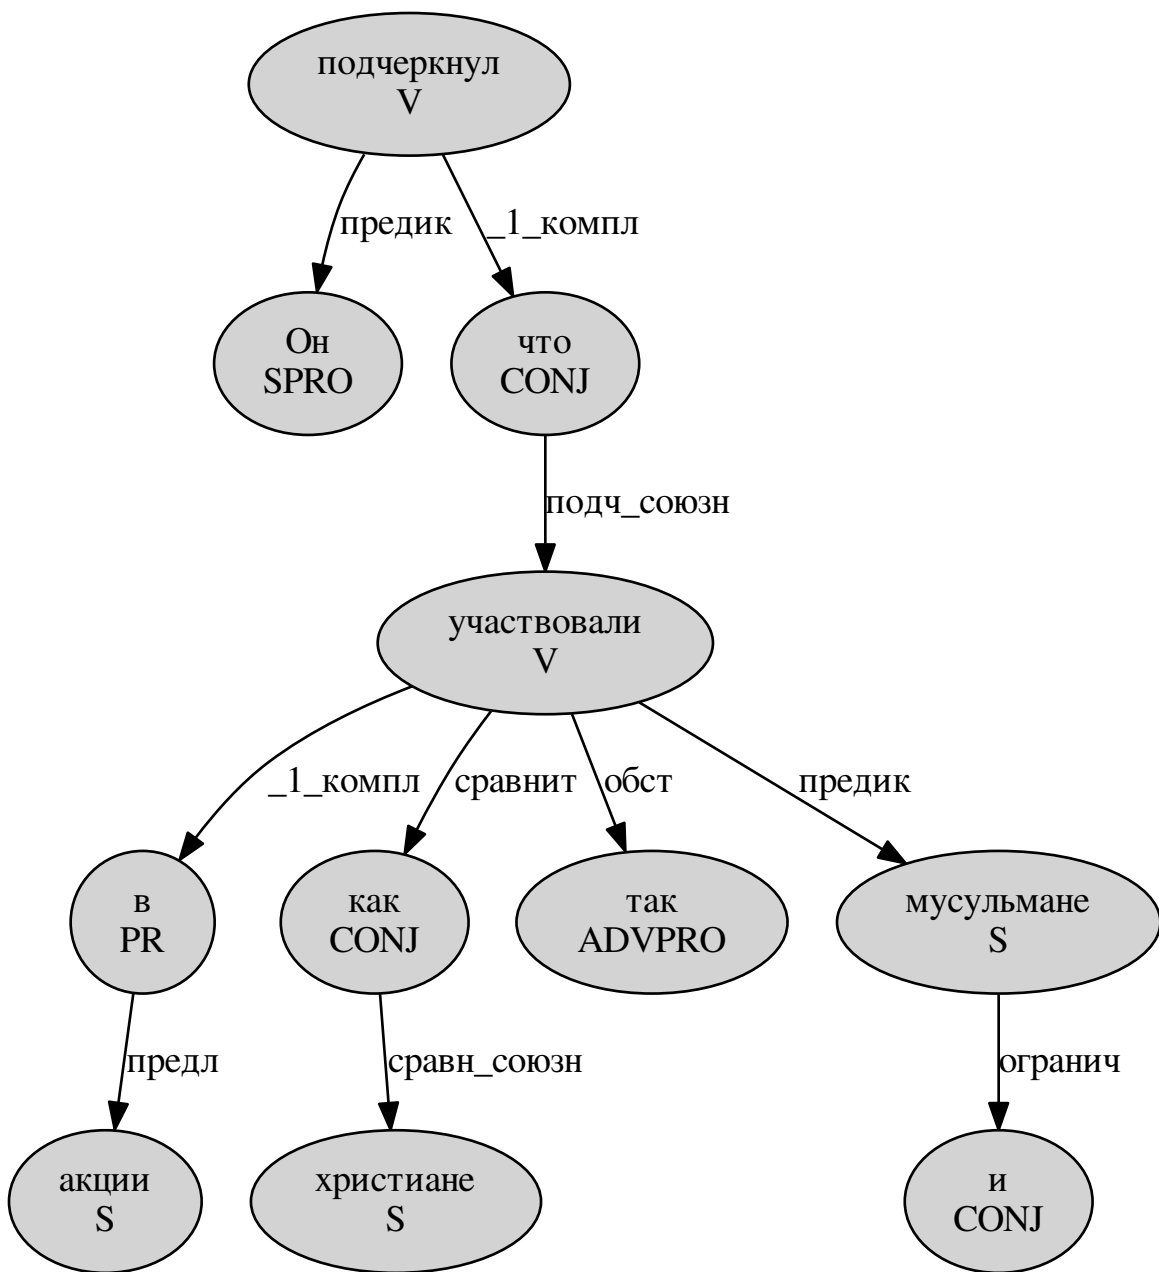 подчеркнул
V
предик
_1_компл
Он
SPRO
что
CONJ
подч_союзн
участвовали
V
_1_компл
сравнит
обст
предик
в
PR
как
CONJ
так
ADVPRO
мусульмане
S
предл
сравн_союзн
огранич
акции
S
христиане
S
и
CONJ